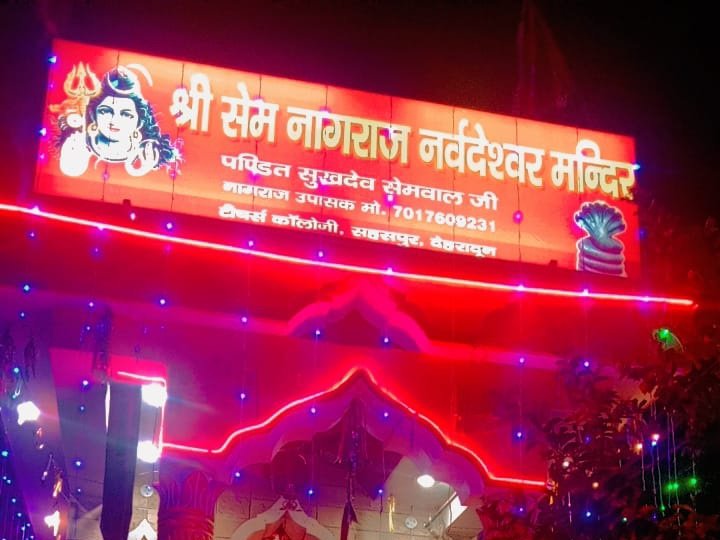 श्री सेम नागराज नर्वदेश्वर मन्दिर
पण्डित सुखदेव सेमवाल जी
नागराज उपासक मो. 7017609231
टीचर्स कॉलोजी, सहसपुर, देहरादून